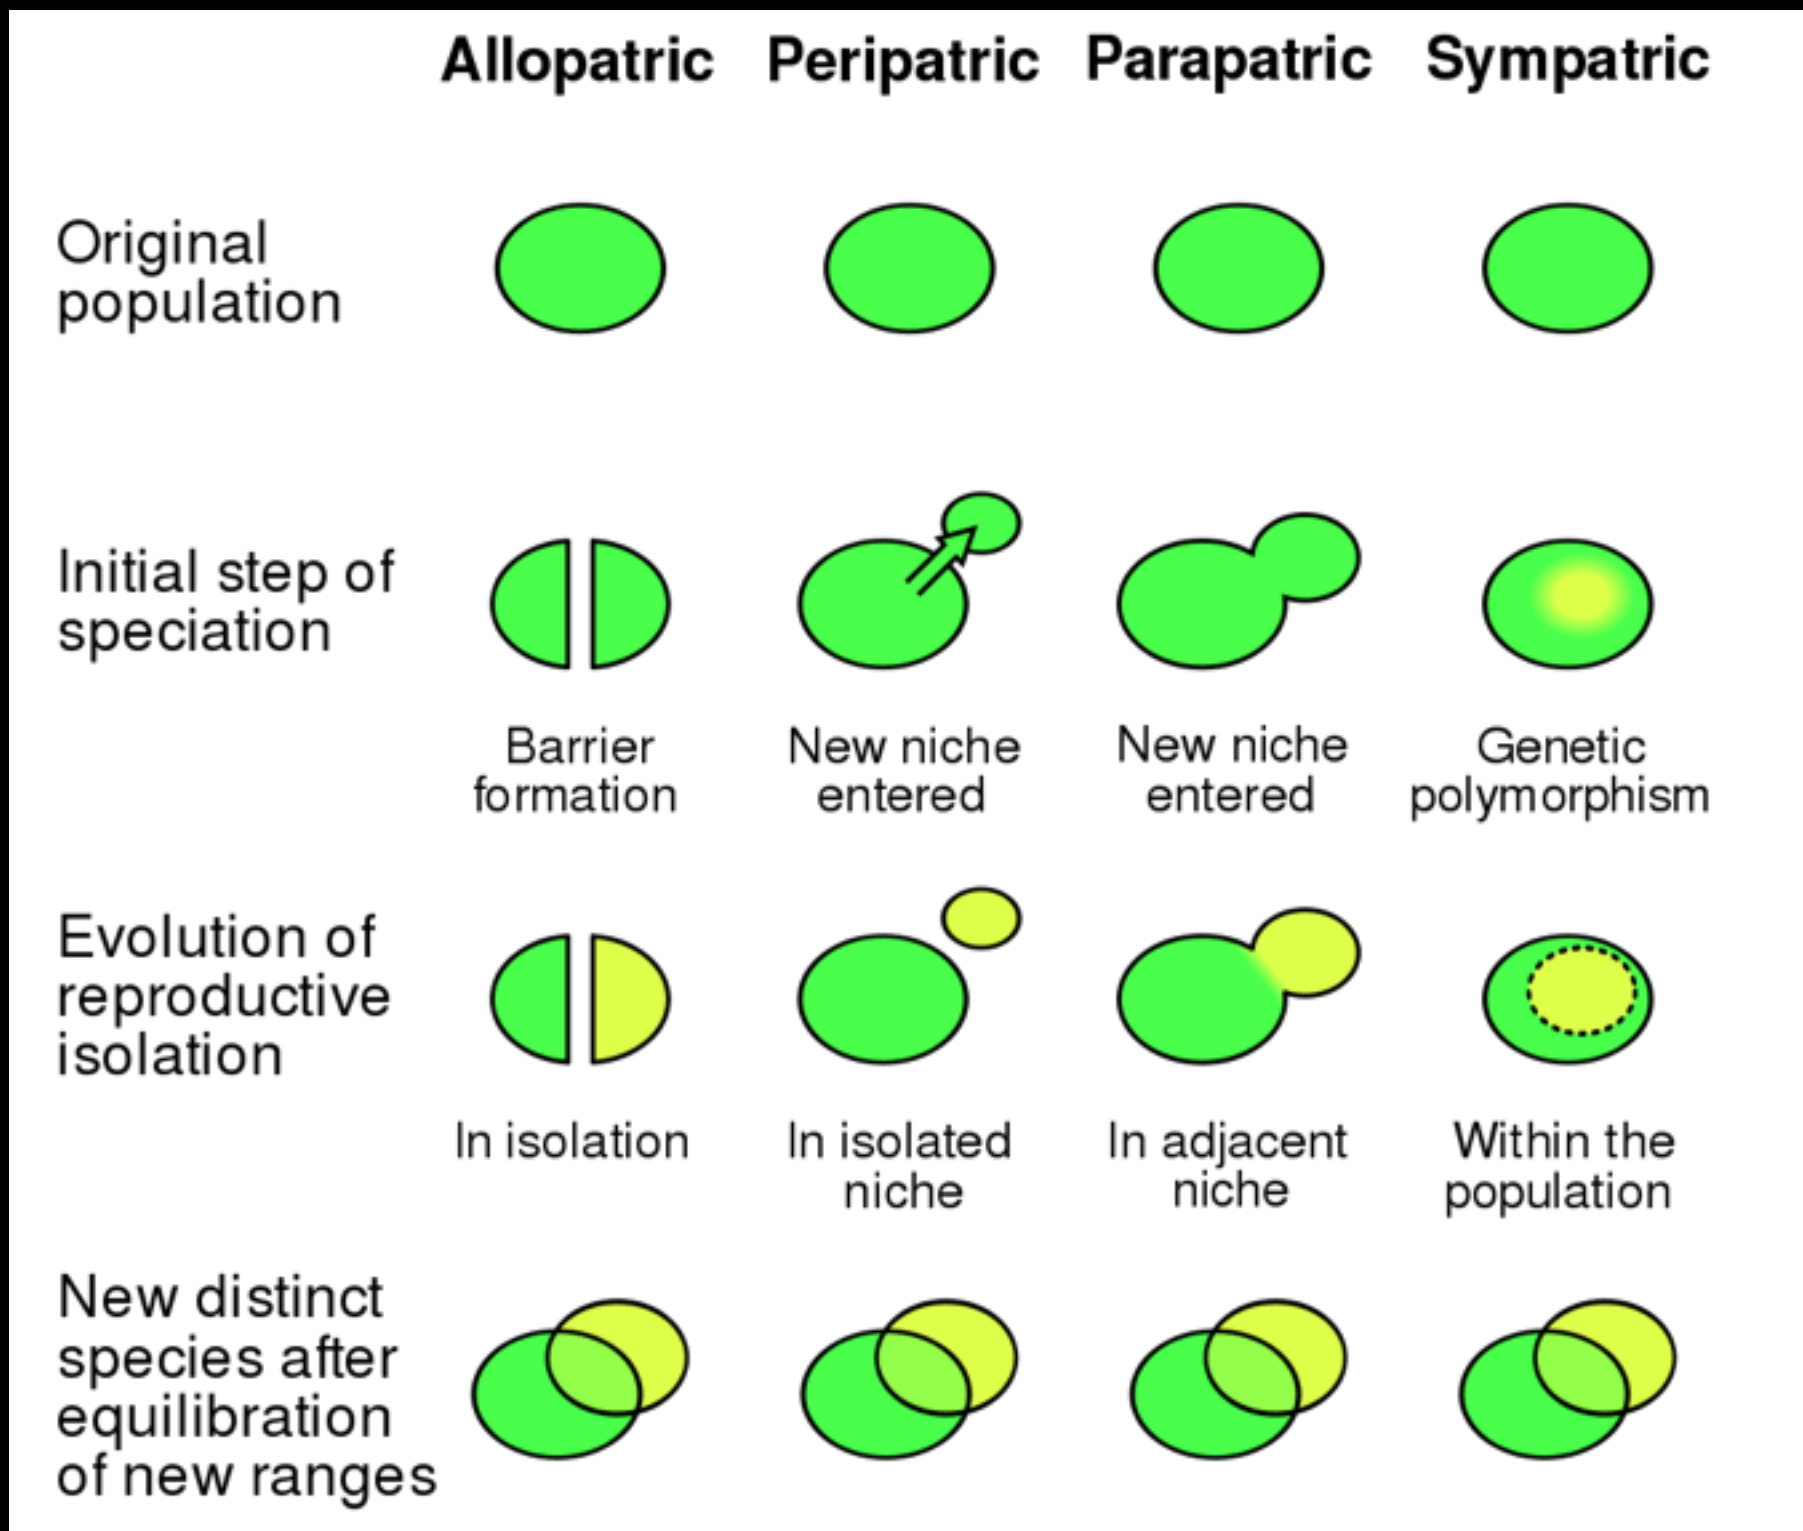 Allopatric Peripatric Parapatric Sympatric
Original
population
Initial step of
speciation
Barrier
formation
New niche
entered
New niche
entered
Genetic
polymorphism
Evolution of
reproductive
isolation
In isolation
In isolated
niche
In adjacent
niche
Within the
population
New distinct
species after
equilibration
of new ranges